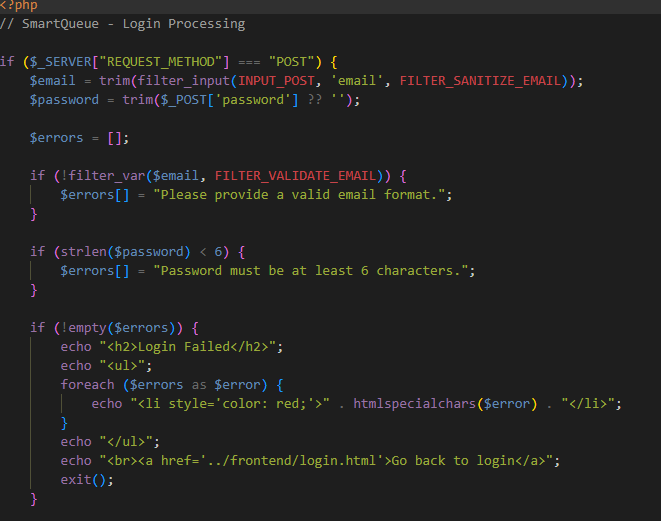 <?php
// SmartQueue - Login Processing
if ($_SERVER["REQUEST_METHOD"] === "POST") {
    $email = trim(filter_input(INPUT_POST, 'email', FILTER_SANITIZE_EMAIL));
    $password = trim($_POST['password'] ?? '');
    $errors = [];
    if (!filter_var($email, FILTER_VALIDATE_EMAIL)) {
        $errors[] = "Please provide a valid email format.";
    }
    if (strlen($password) < 6) {
        $errors[] = "Password must be at least 6 characters.";
    }
    if (!empty($errors)) {
        echo "<h2>Login Failed</h2>";
        echo "<ul>";
        foreach ($errors as $error) {
            echo "<li style='color: red;'>" . htmlspecialchars($error) . "</li>";
        }
        echo "</ul>";
        echo "<br><a href='../frontend/login.html'>Go back to login</a>";
        exit();
    }